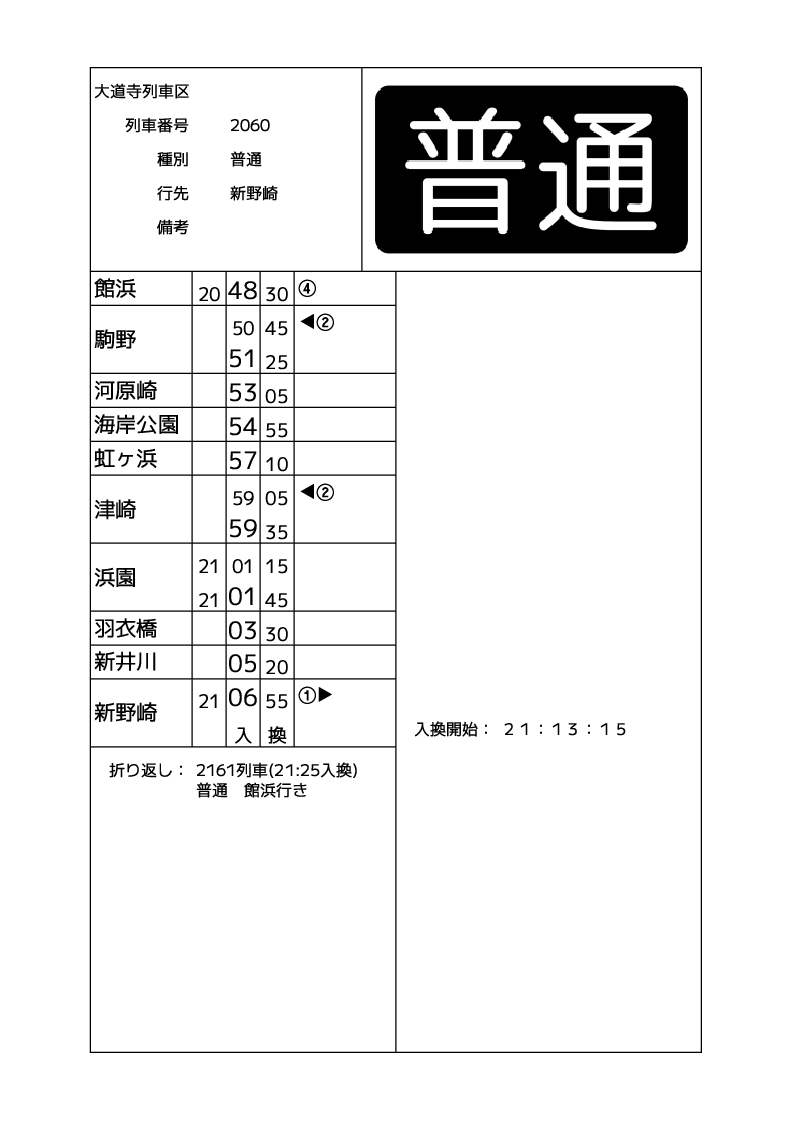 大道寺列車区
列車番号 2060
種別 普通
行先 新野崎
備考
普通
館浜 20 48 30 ④
駒野 50 45 ◀②
51 25
河原崎 53 05
海岸公園 54 55
虹ヶ浜 57 10
津崎 59 05 ◀②
59 35
浜園 21 01 15
21 01 45
羽衣橋 03 30
新井川 05 20
新野崎 21 06 55 ①▶
入 換
入換開始： ２１：１３：１５
折り返し： 2161列車(21:25入換)
普通　館浜行き